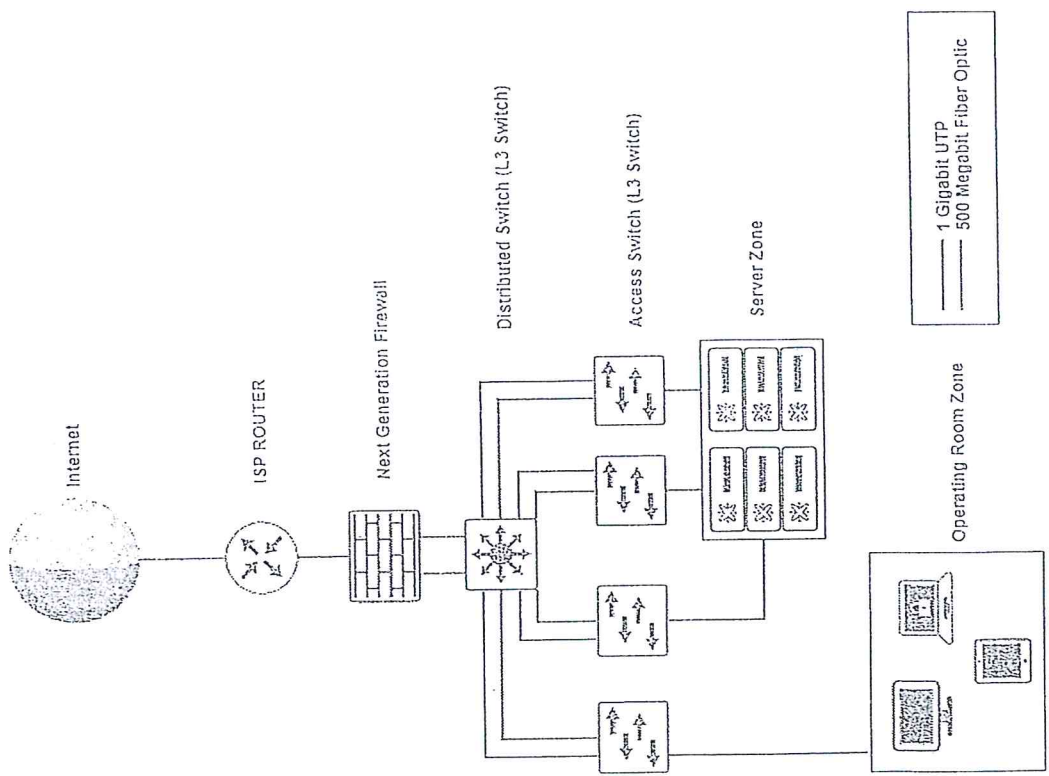 Internet
ISP ROUTER
Next Generation Firewall
Distributed Switch (L3 Switch)
Access Switch (L3 Switch)
Server Zone
Operating Room Zone
1 Gigabit UTP
500 Megabit Fiber Optic